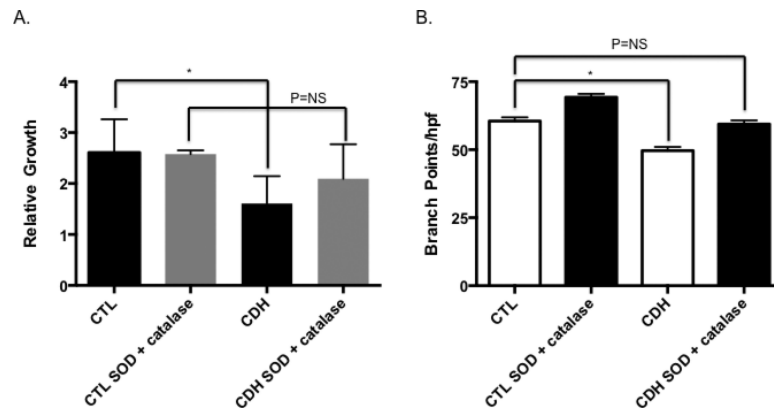 A.
B.
P=NS
*
*
P=NS
4
3
2
1
0
Relative Growth
CTL
CTL SOD + catalase
CDH
CDH SOD + catalase
75
50
25
0
Branch Points/hpf
CTL
CTL SOD + catalase
CDH
CDH SOD + catalase